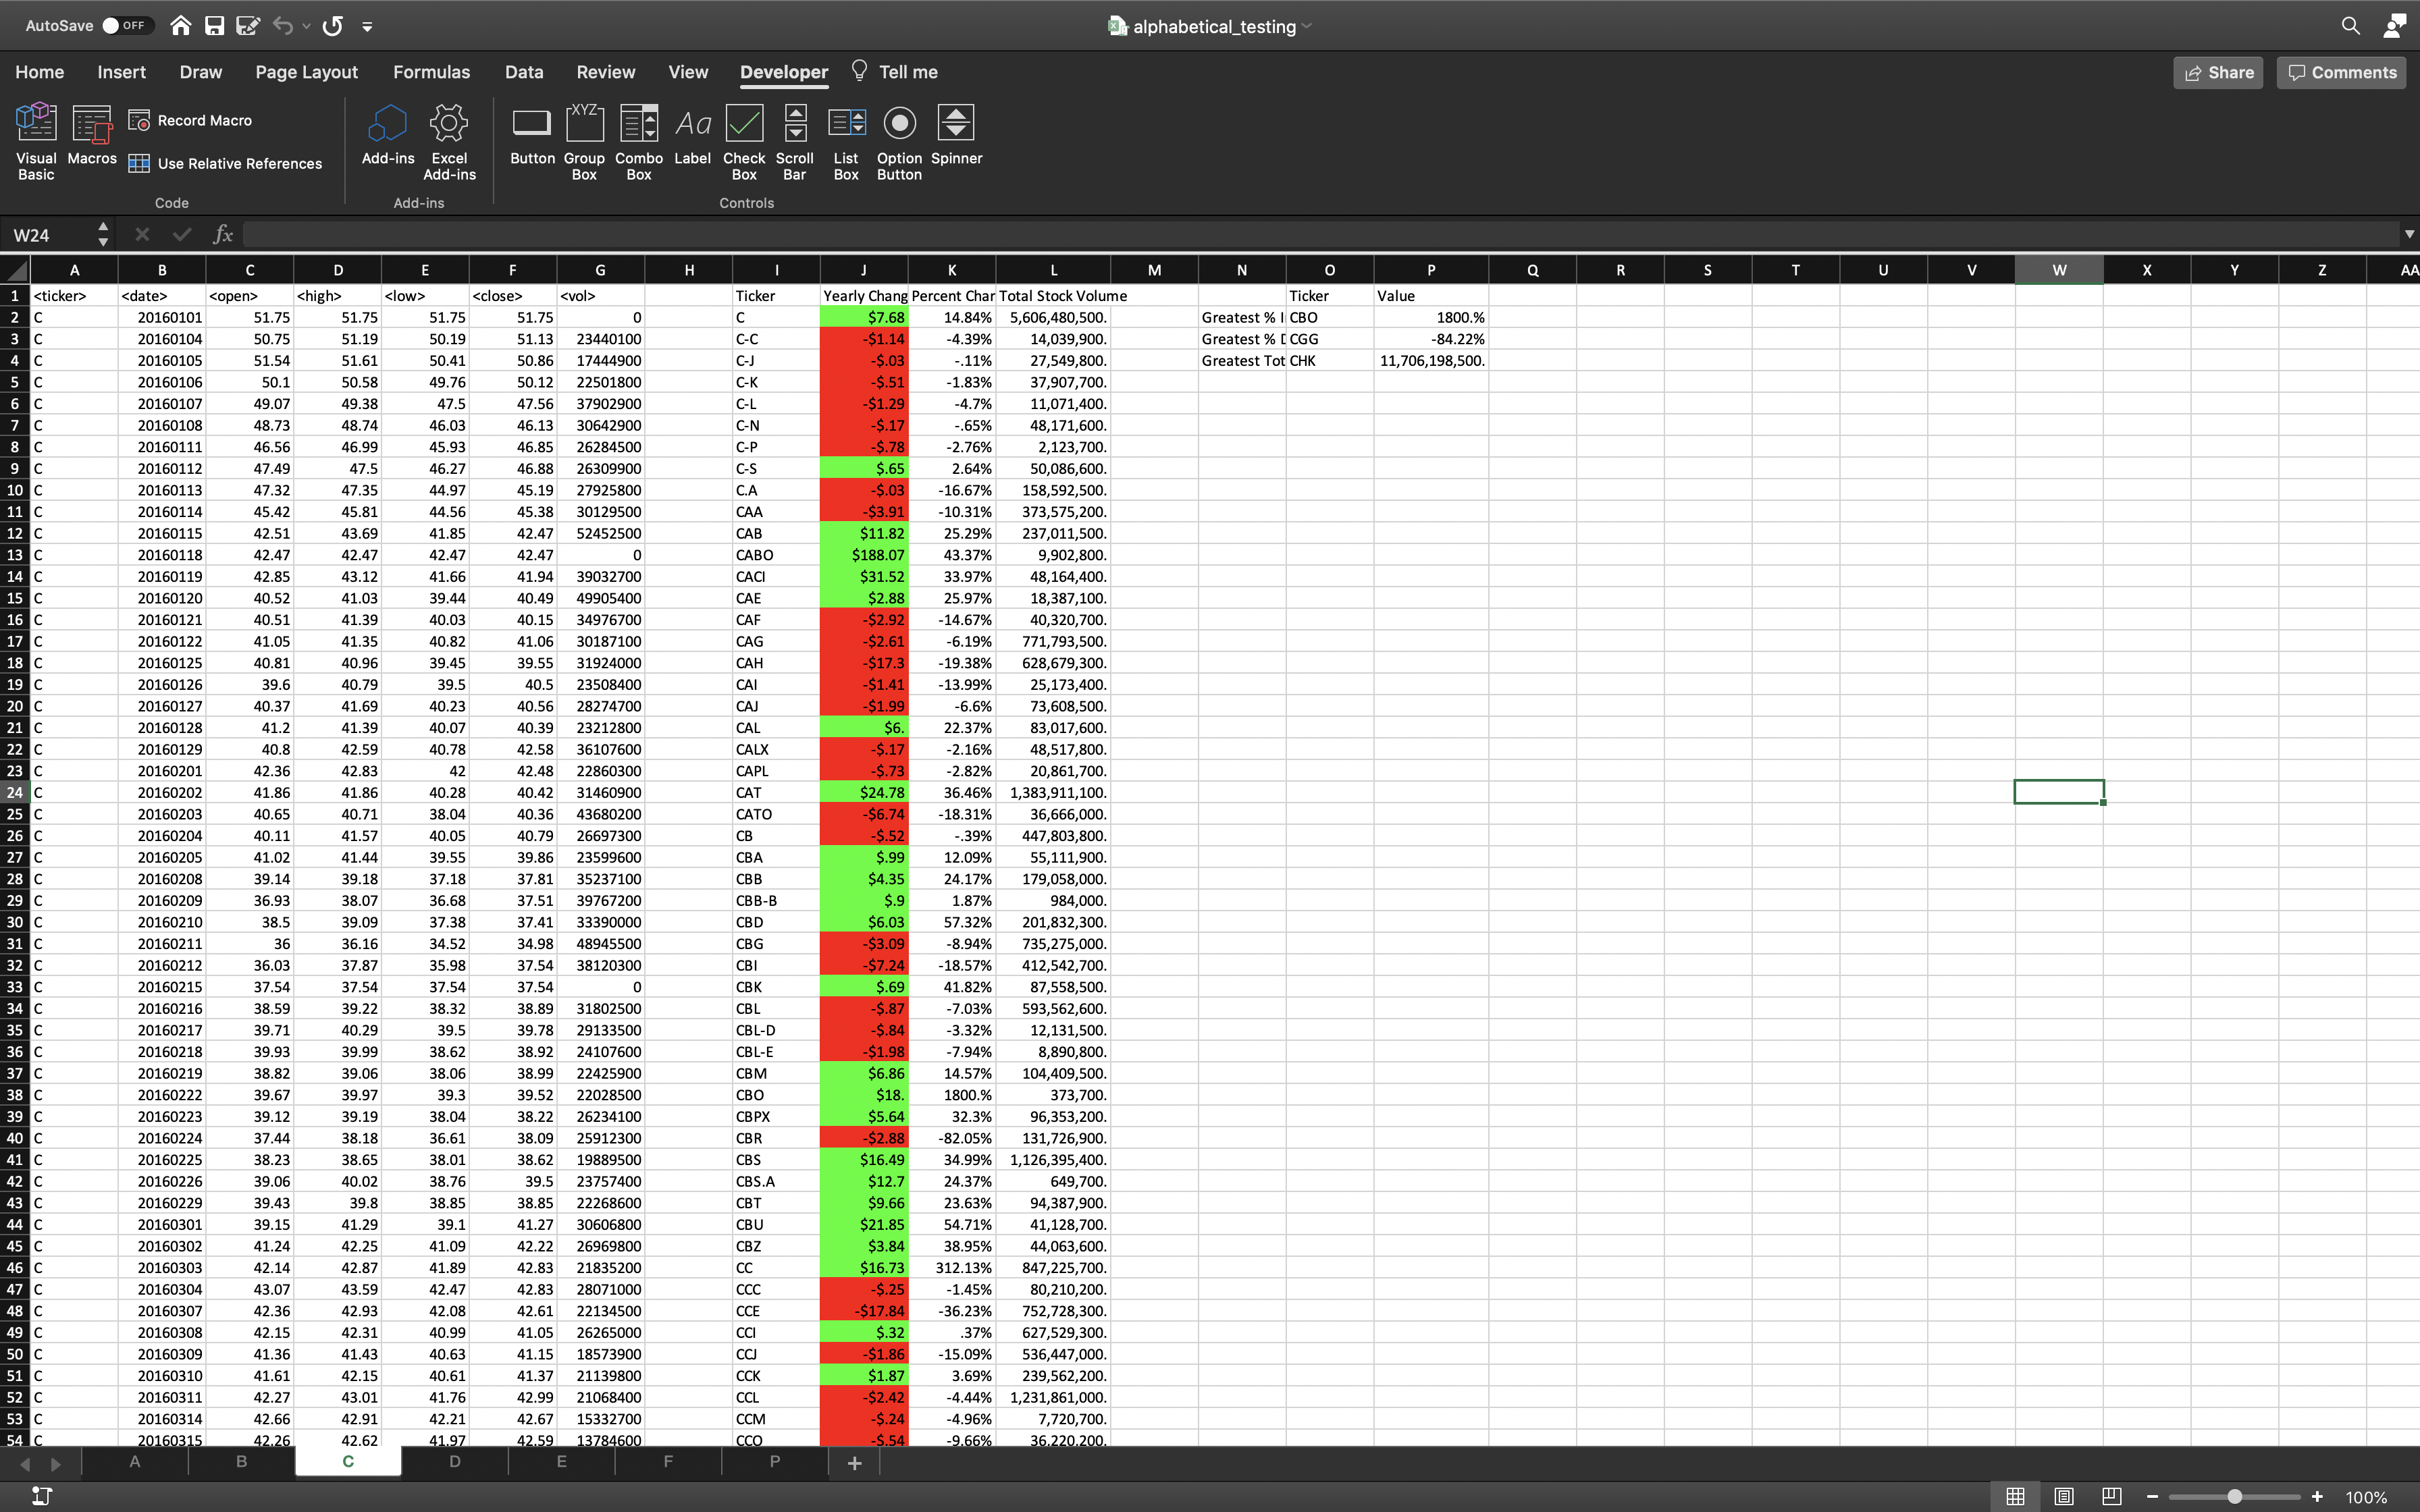 AutoSave OFF alphabetical_testing
Home Insert Draw Page Layout Formulas Data Review View Developer Tell me Share Comments
Visual Basic Macros Record Macro Use Relative References Add-ins Excel Add-ins Button Group Box Combo Box Label Check Box Scroll Bar List Box Option Button Spinner
XYZ Aa
Code Add-ins Controls
W24 fx
A B C D E F G H I J K L M N O P Q R S T U V W X Y Z AA
1 <ticker> <date> <open> <high> <low> <close> <vol> Ticker Yearly Chang Percent Char Total Stock Volume Ticker Value
2 C 20160101 51.75 51.75 51.75 51.75 0 C $7.68 14.84% 5,606,480,500. Greatest % I CBO 1800.%
3 C 20160104 50.75 51.19 50.19 51.13 23440100 C-C -$1.14 -4.39% 14,039,900. Greatest % D CGG -84.22%
4 C 20160105 51.54 51.61 50.41 50.86 17444900 C-J -$.03 -.11% 27,549,800. Greatest Tot CHK 11,706,198,500.
5 C 20160106 50.1 50.58 49.76 50.12 22501800 C-K -$.51 -1.83% 37,907,700.
6 C 20160107 49.07 49.38 47.5 47.56 37902900 C-L -$1.29 -4.7% 11,071,400.
7 C 20160108 48.73 48.74 46.03 46.13 30642900 C-N -$.17 -.65% 48,171,600.
8 C 20160111 46.56 46.99 45.93 46.85 26284500 C-P -$.78 -2.76% 2,123,700.
9 C 20160112 47.49 47.5 46.27 46.88 26309900 C-S $.65 2.64% 50,086,600.
10 C 20160113 47.32 47.35 44.97 45.19 27925800 C.A -$.03 -16.67% 158,592,500.
11 C 20160114 45.42 45.81 44.56 45.38 30129500 CAA -$3.91 -10.31% 373,575,200.
12 C 20160115 42.51 43.69 41.85 42.47 52452500 CAB $11.82 25.29% 237,011,500.
13 C 20160118 42.47 42.47 42.47 42.47 0 CABO $188.07 43.37% 9,902,800.
14 C 20160119 42.85 43.12 41.66 41.94 39032700 CACI $31.52 33.97% 48,164,400.
15 C 20160120 40.52 41.03 39.44 40.49 49905400 CAE $2.88 25.97% 18,387,100.
16 C 20160121 40.51 41.39 40.03 40.15 34976700 CAF -$2.92 -14.67% 40,320,700.
17 C 20160122 41.05 41.35 40.82 41.06 30187100 CAG -$2.61 -6.19% 771,793,500.
18 C 20160125 40.81 40.96 39.45 39.55 31924000 CAH -$17.3 -19.38% 628,679,300.
19 C 20160126 39.6 40.79 39.5 40.5 23508400 CAI -$1.41 -13.99% 25,173,400.
20 C 20160127 40.37 41.69 40.23 40.56 28274700 CAJ -$1.99 -6.6% 73,608,500.
21 C 20160128 41.2 41.39 40.07 40.39 23212800 CAL $6. 22.37% 83,017,600.
22 C 20160129 40.8 42.59 40.78 42.58 36107600 CALX -$.17 -2.16% 48,517,800.
23 C 20160201 42.36 42.83 42 42.48 22860300 CAPL -$.73 -2.82% 20,861,700.
24 C 20160202 41.86 41.86 40.28 40.42 31460900 CAT $24.78 36.46% 1,383,911,100.
25 C 20160203 40.65 40.71 38.04 40.36 43680200 CATO -$6.74 -18.31% 36,666,000.
26 C 20160204 40.11 41.57 40.05 40.79 26697300 CB -$.52 -.39% 447,803,800.
27 C 20160205 41.02 41.44 39.55 39.86 23599600 CBA $.99 12.09% 55,111,900.
28 C 20160208 39.14 39.18 37.18 37.81 35237100 CBB $4.35 24.17% 179,058,000.
29 C 20160209 36.93 38.07 36.68 37.51 39767200 CBB-B $.9 1.87% 984,000.
30 C 20160210 38.5 39.09 37.38 37.41 33390000 CBD $6.03 57.32% 201,832,300.
31 C 20160211 36 36.16 34.52 34.98 48945500 CBG -$3.09 -8.94% 735,275,000.
32 C 20160212 36.03 37.87 35.98 37.54 38120300 CBI -$7.24 -18.57% 412,542,700.
33 C 20160215 37.54 37.54 37.54 37.54 0 CBK $.69 41.82% 87,558,500.
34 C 20160216 38.59 39.22 38.32 38.89 31802500 CBL -$.87 -7.03% 593,562,600.
35 C 20160217 39.71 40.29 39.5 39.78 29133500 CBL-D -$.84 -3.32% 12,131,500.
36 C 20160218 39.93 39.99 38.62 38.92 24107600 CBL-E -$1.98 -7.94% 8,890,800.
37 C 20160219 38.82 39.06 38.06 38.99 22425900 CBM $6.86 14.57% 104,409,500.
38 C 20160222 39.67 39.97 39.3 39.52 22028500 CBO $18. 1800.% 373,700.
39 C 20160223 39.12 39.19 38.04 38.22 26234100 CBPX $5.64 32.3% 96,353,200.
40 C 20160224 37.44 38.18 36.61 38.09 25912300 CBR -$2.88 -82.05% 131,726,900.
41 C 20160225 38.23 38.65 38.01 38.62 19889500 CBS $16.49 34.99% 1,126,395,400.
42 C 20160226 39.06 40.02 38.76 39.5 23757400 CBS.A $12.7 24.37% 649,700.
43 C 20160229 39.43 39.8 38.85 38.85 22268600 CBT $9.66 23.63% 94,387,900.
44 C 20160301 39.15 41.29 39.1 41.27 30606800 CBU $21.85 54.71% 41,128,700.
45 C 20160302 41.24 42.25 41.09 42.22 26969800 CBZ $3.84 38.95% 44,063,600.
46 C 20160303 42.14 42.87 41.89 42.83 21835200 CC $16.73 312.13% 847,225,700.
47 C 20160304 43.07 43.59 42.47 42.83 28071000 CCC -$.25 -1.45% 80,210,200.
48 C 20160307 42.36 42.93 42.08 42.61 22134500 CCE -$17.84 -36.23% 752,728,300.
49 C 20160308 42.15 42.31 40.99 41.05 26265000 CCI $.32 .37% 627,529,300.
50 C 20160309 41.36 41.43 40.63 41.15 18573900 CCJ -$1.86 -15.09% 536,447,000.
51 C 20160310 41.61 42.15 40.61 41.37 21139800 CCK $1.87 3.69% 239,562,200.
52 C 20160311 42.27 43.01 41.76 42.99 21068400 CCL -$2.42 -4.44% 1,231,861,000.
53 C 20160314 42.66 42.91 42.21 42.67 15332700 CCM -$.24 -4.96% 7,720,700.
54 C 20160315 42.26 42.62 41.97 42.59 13784600 CCO -$.54 -9.66% 36,220,200.
A B C D E F P +
100%